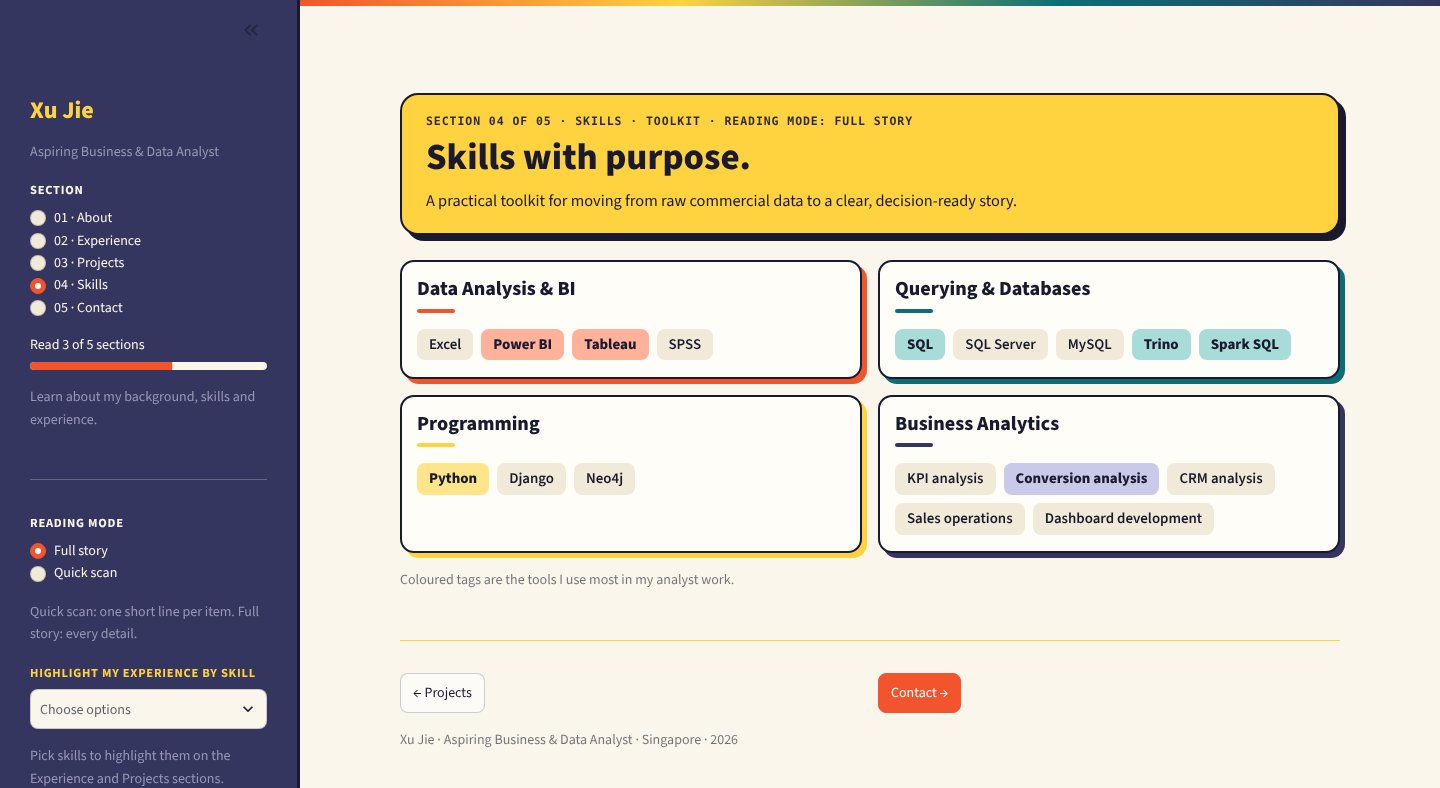 Xu Jie
Aspiring Business & Data Analyst
SECTION
01 · About
02 · Experience
03 · Projects
04 · Skills
05 · Contact
Read 3 of 5 sections
Learn about my background, skills and
experience.
READING MODE
Full story
Quick scan
Quick scan: one short line per item. Full
story: every detail.
HIGHLIGHT MY EXPERIENCE BY SKILL
Choose options
Pick skills to highlight them on the
Experience and Projects sections.
SECTION 04 OF 05 · SKILLS · TOOLKIT · READING MODE: FULL STORY
Skills with purpose.
A practical toolkit for moving from raw commercial data to a clear, decision-ready story.
Data Analysis & BI
Excel Power BI Tableau SPSS
Querying & Databases
SQL SQL Server MySQL Trino Spark SQL
Programming
Python Django Neo4j
Business Analytics
KPI analysis Conversion analysis CRM analysis
Sales operations Dashboard development
Coloured tags are the tools I use most in my analyst work.
← Projects
Contact →
Xu Jie · Aspiring Business & Data Analyst · Singapore · 2026